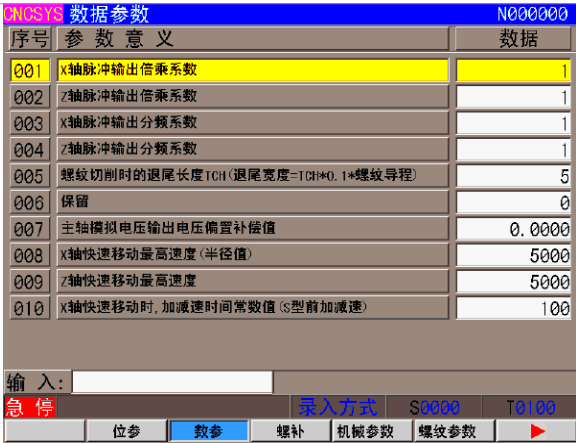 CNCSYS 数据参数 N000000
序号 参数意义 数据
001 X轴脉冲输出倍乘系数 1
002 Z轴脉冲输出倍乘系数 1
003 X轴脉冲输出分频系数 1
004 Z轴脉冲输出分频系数 1
005 螺纹切削时的退尾长度TCH(退尾宽度=TCH*0.1*螺纹导程) 5
006 保留 0
007 主轴模拟电压输出电压偏置补偿值 0.0000
008 X轴快速移动最高速度(半径值) 5000
009 Z轴快速移动最高速度 5000
010 X轴快速移动时,加减速时间常数值(S型前加减速) 100
输入:
急停 录入方式 S0000 T0100
位参 数参 螺补 机械参数 螺纹参数